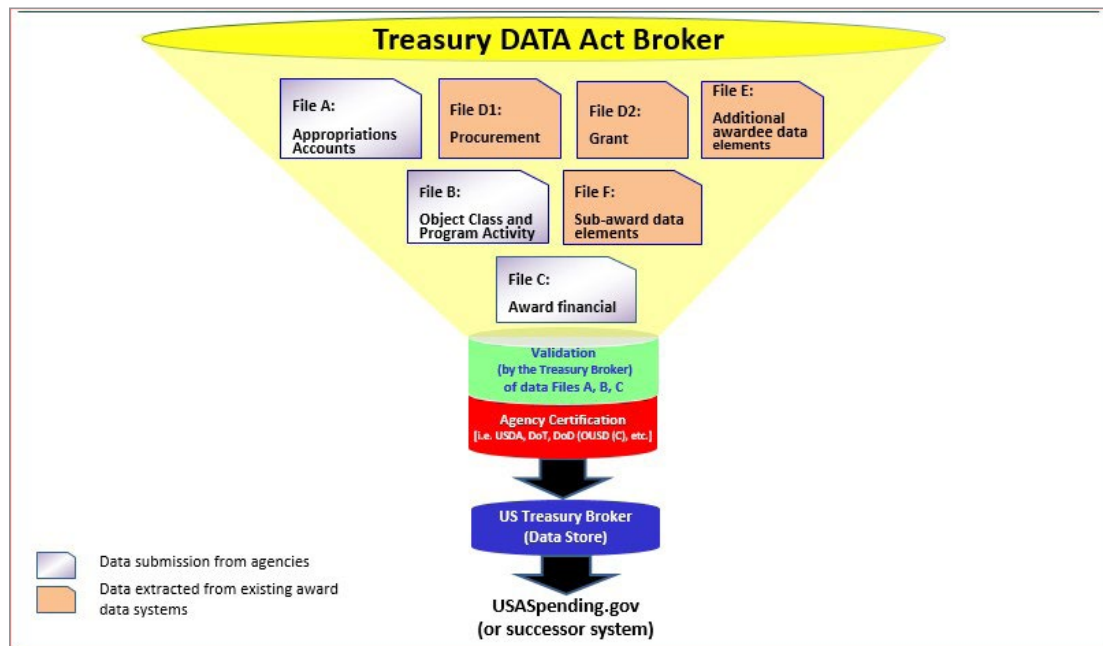 Treasury DATA Act Broker
File A:
Appropriations
Accounts
File D1:
Procurement
File D2:
Grant
File E:
Additional
awardee data
elements
File B:
Object Class and
Program Activity
File F:
Sub-award data
elements
File C:
Award financial
Validation
(by the Treasury Broker)
of data Files A, B, C
Agency Certification
[i.e. USDA, DoT, DoD (OUSD (C), etc.]
US Treasury Broker
(Data Store)
Data submission from agencies
Data extracted from existing award
data systems
USASpending.gov
(or successor system)